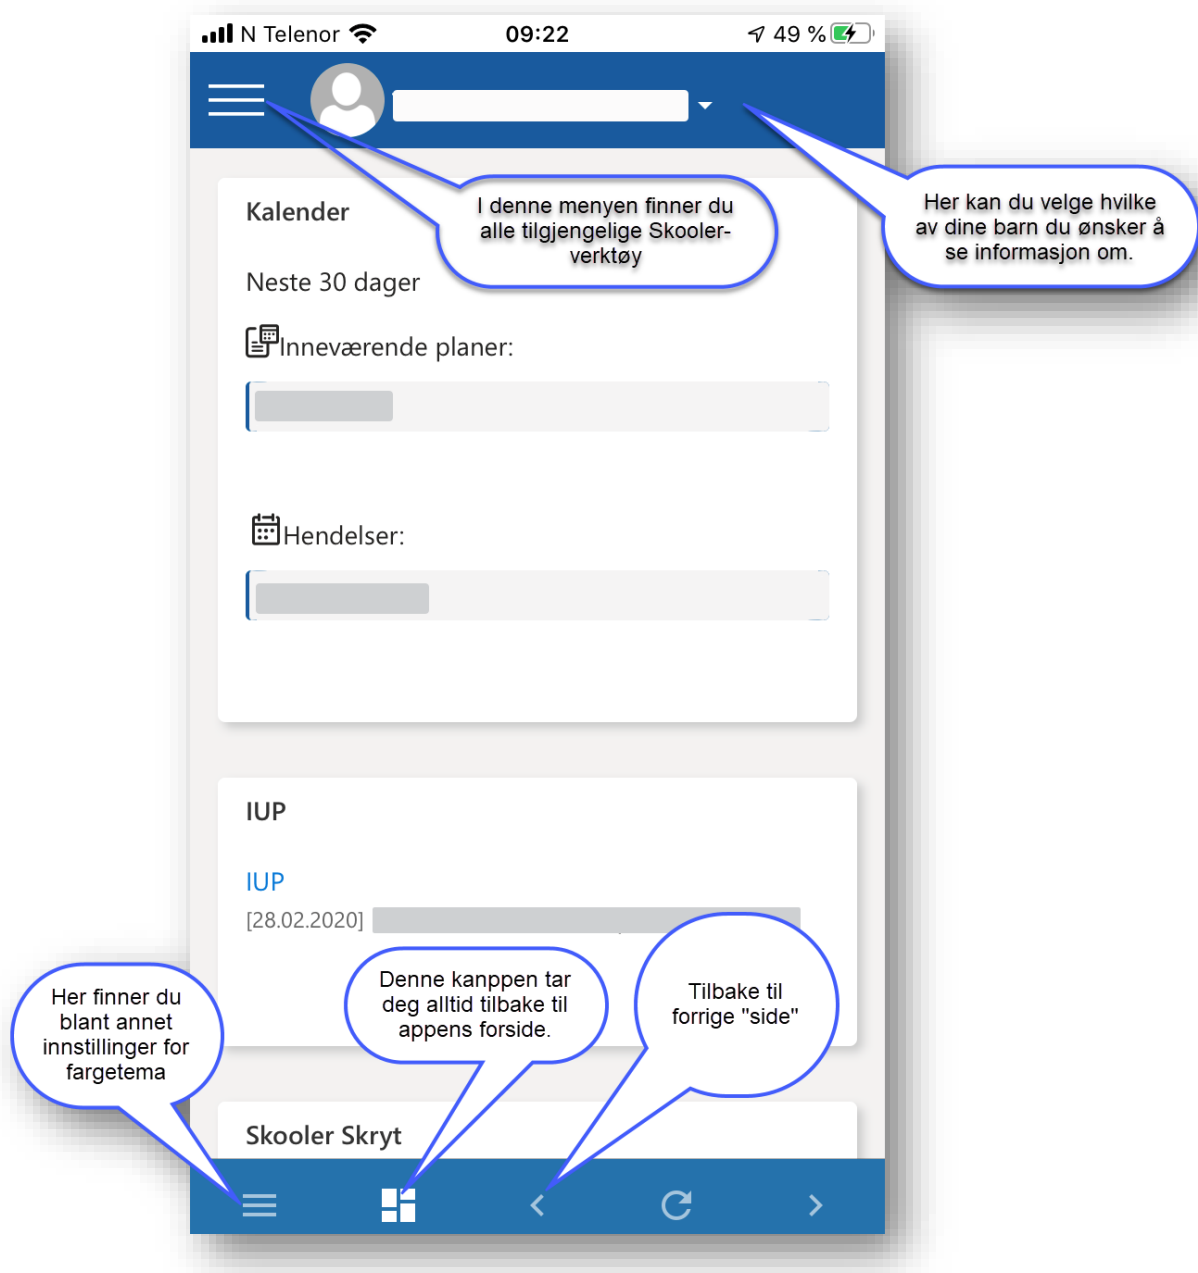 N Telenor 09:22 49 %
I denne menyen finner du
alle tilgjengelige Skooler-
verktøy
Her kan du velge hvilke
av dine barn du ønsker å
se informasjon om.
Kalender
Neste 30 dager
Inneværende planer:
Hendelser:
IUP
IUP
[28.02.2020]
Her finner du
blant annet
innstillinger for
fargetema
Denne kanppen tar
deg alltid tilbake til
appens forside.
Tilbake til
forrige "side"
Skooler Skryt